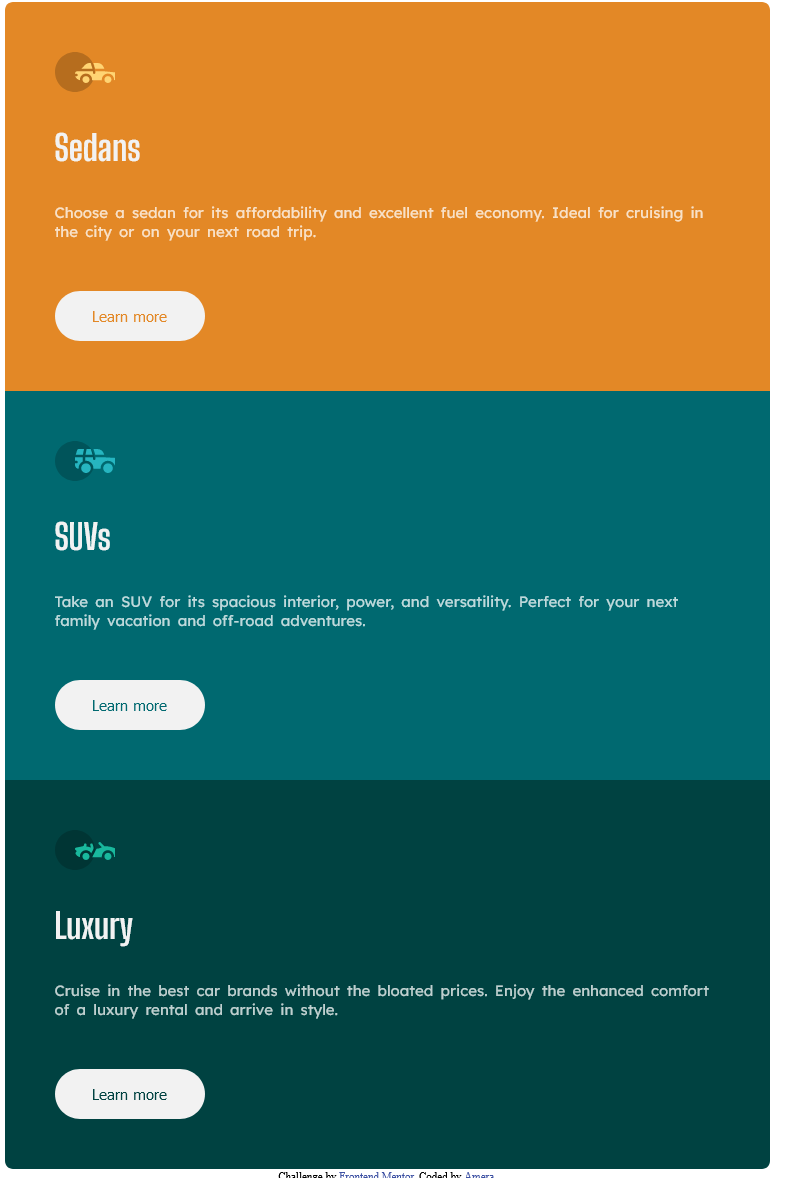 Sedans
Choose a sedan for its affordability and excellent fuel economy. Ideal for cruising in
the city or on your next road trip.
Learn more
SUVs
Take an SUV for its spacious interior, power, and versatility. Perfect for your next
family vacation and off-road adventures.
Learn more
Luxury
Cruise in the best car brands without the bloated prices. Enjoy the enhanced comfort
of a luxury rental and arrive in style.
Learn more
Challenge by Frontend Mentor. Coded by Amera